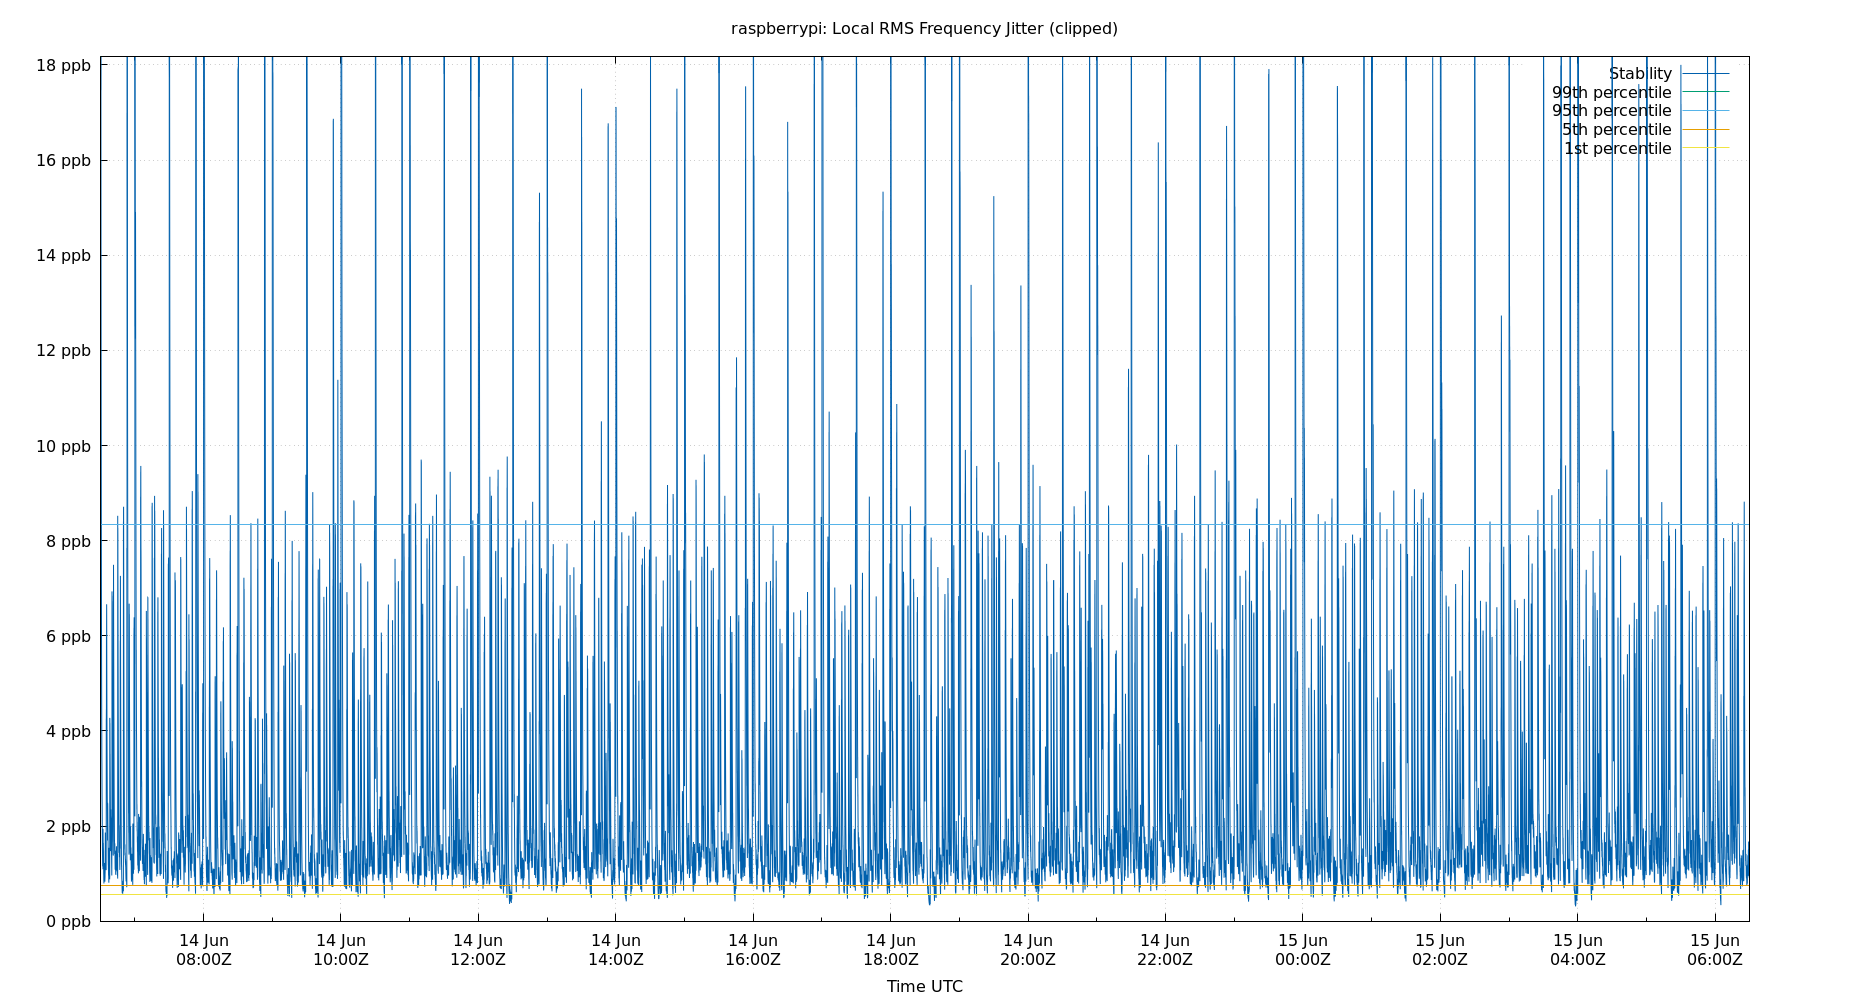 raspberrypi: Local RMS Frequency Jitter (clipped)
18 ppb
16 ppb
14 ppb
12 ppb
10 ppb
8 ppb
6 ppb
4 ppb
2 ppb
0 ppb
Stability
99th percentile
95th percentile
5th percentile
1st percentile
14 Jun 14 Jun 14 Jun 14 Jun 14 Jun 14 Jun 14 Jun 14 Jun 15 Jun 15 Jun 15 Jun 15 Jun
08:00Z 10:00Z 12:00Z 14:00Z 16:00Z 18:00Z 20:00Z 22:00Z 00:00Z 02:00Z 04:00Z 06:00Z
Time UTC